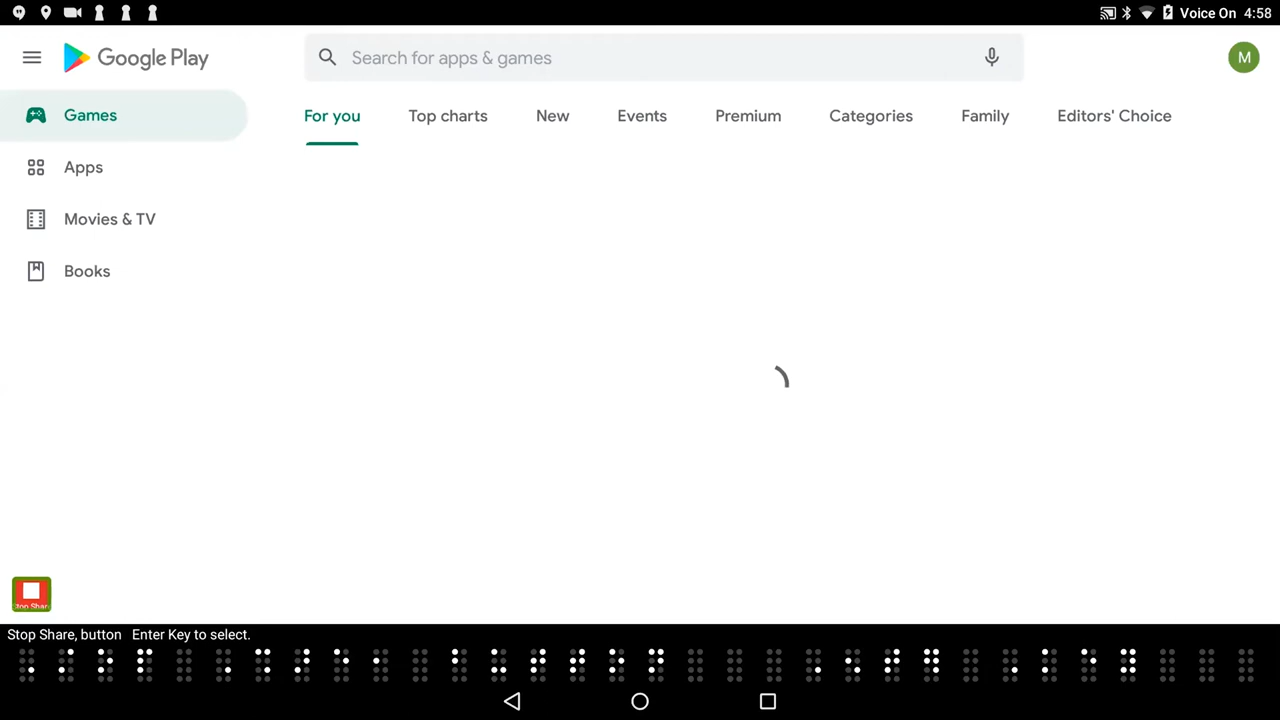 Voice On 4:58
Google Play
Search for apps & games
M
Games
For you Top charts New Events Premium Categories Family Editors' Choice
Apps
Movies & TV
Books
Stop Share, button Enter Key to select.